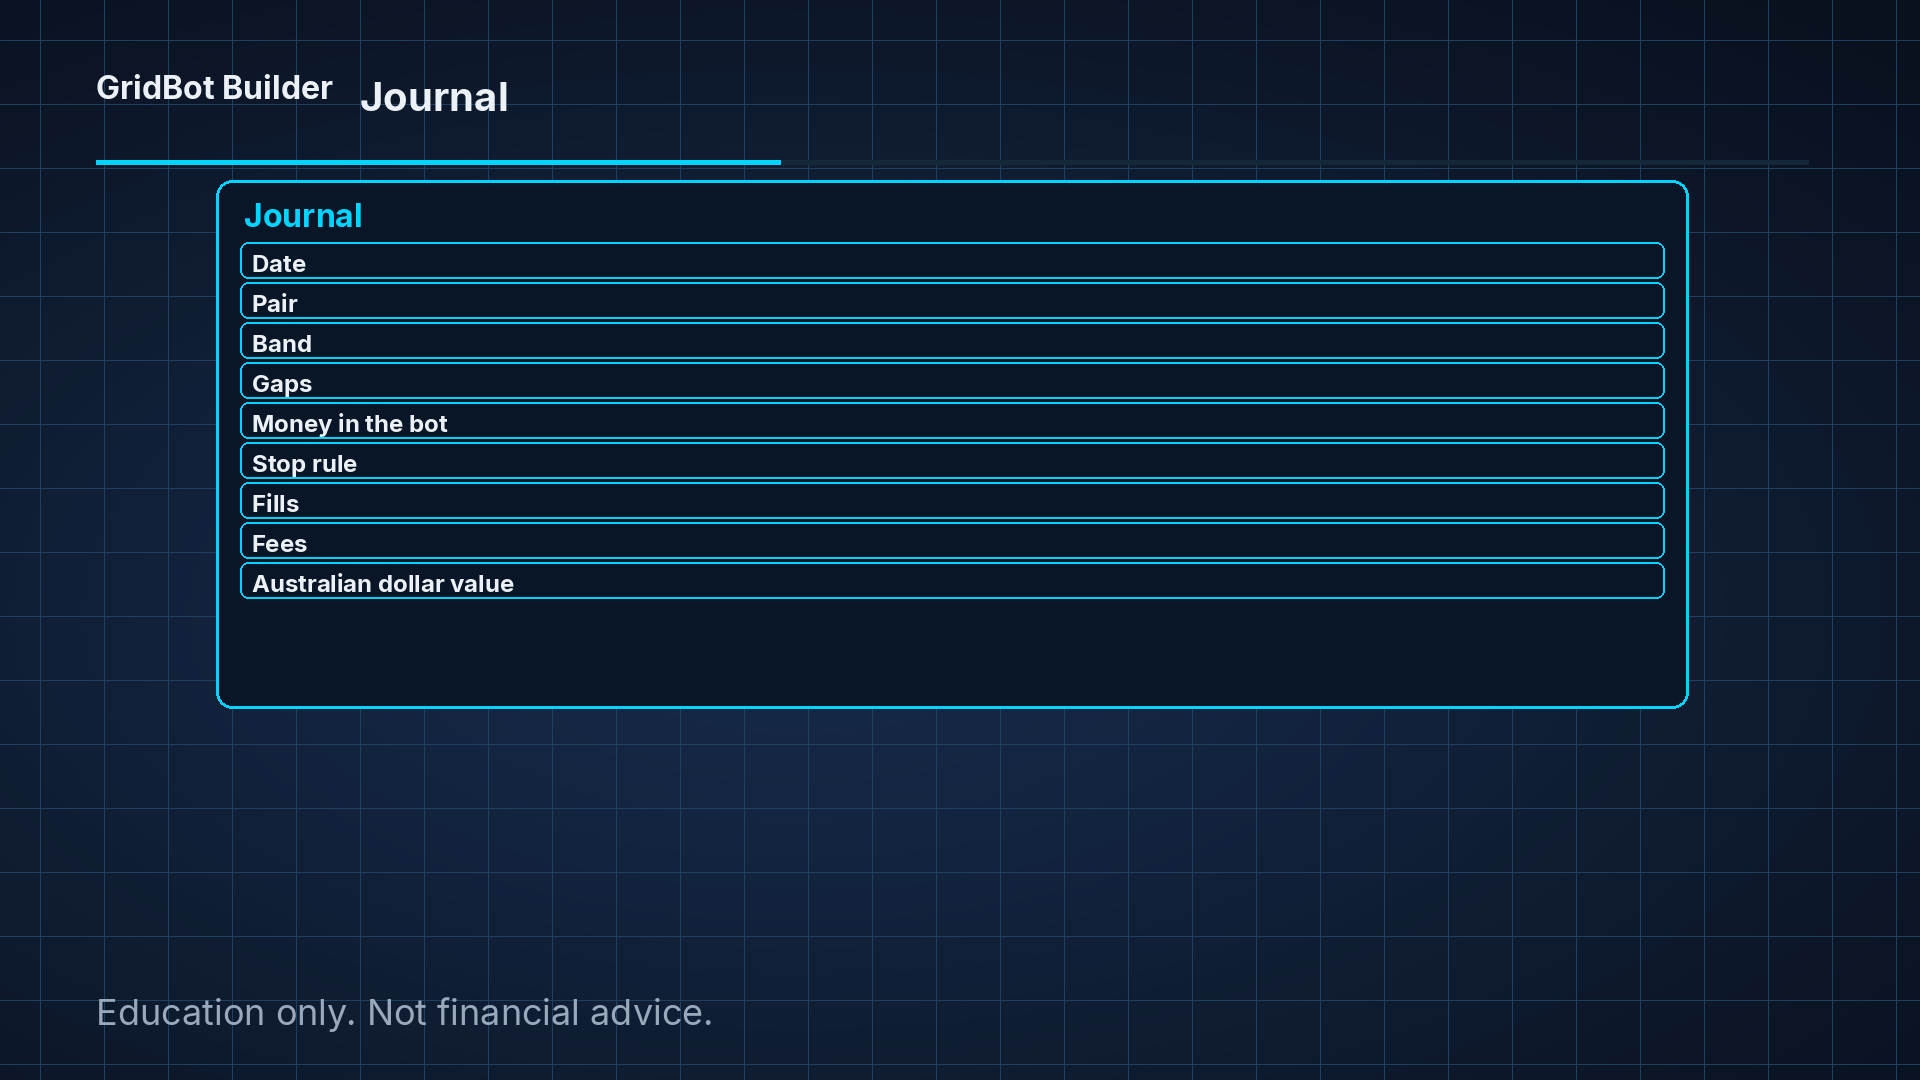 GridBot Builder
Journal
Journal
Date
Pair
Band
Gaps
Money in the bot
Stop rule
Fills
Fees
Australian dollar value
Education only. Not financial advice.